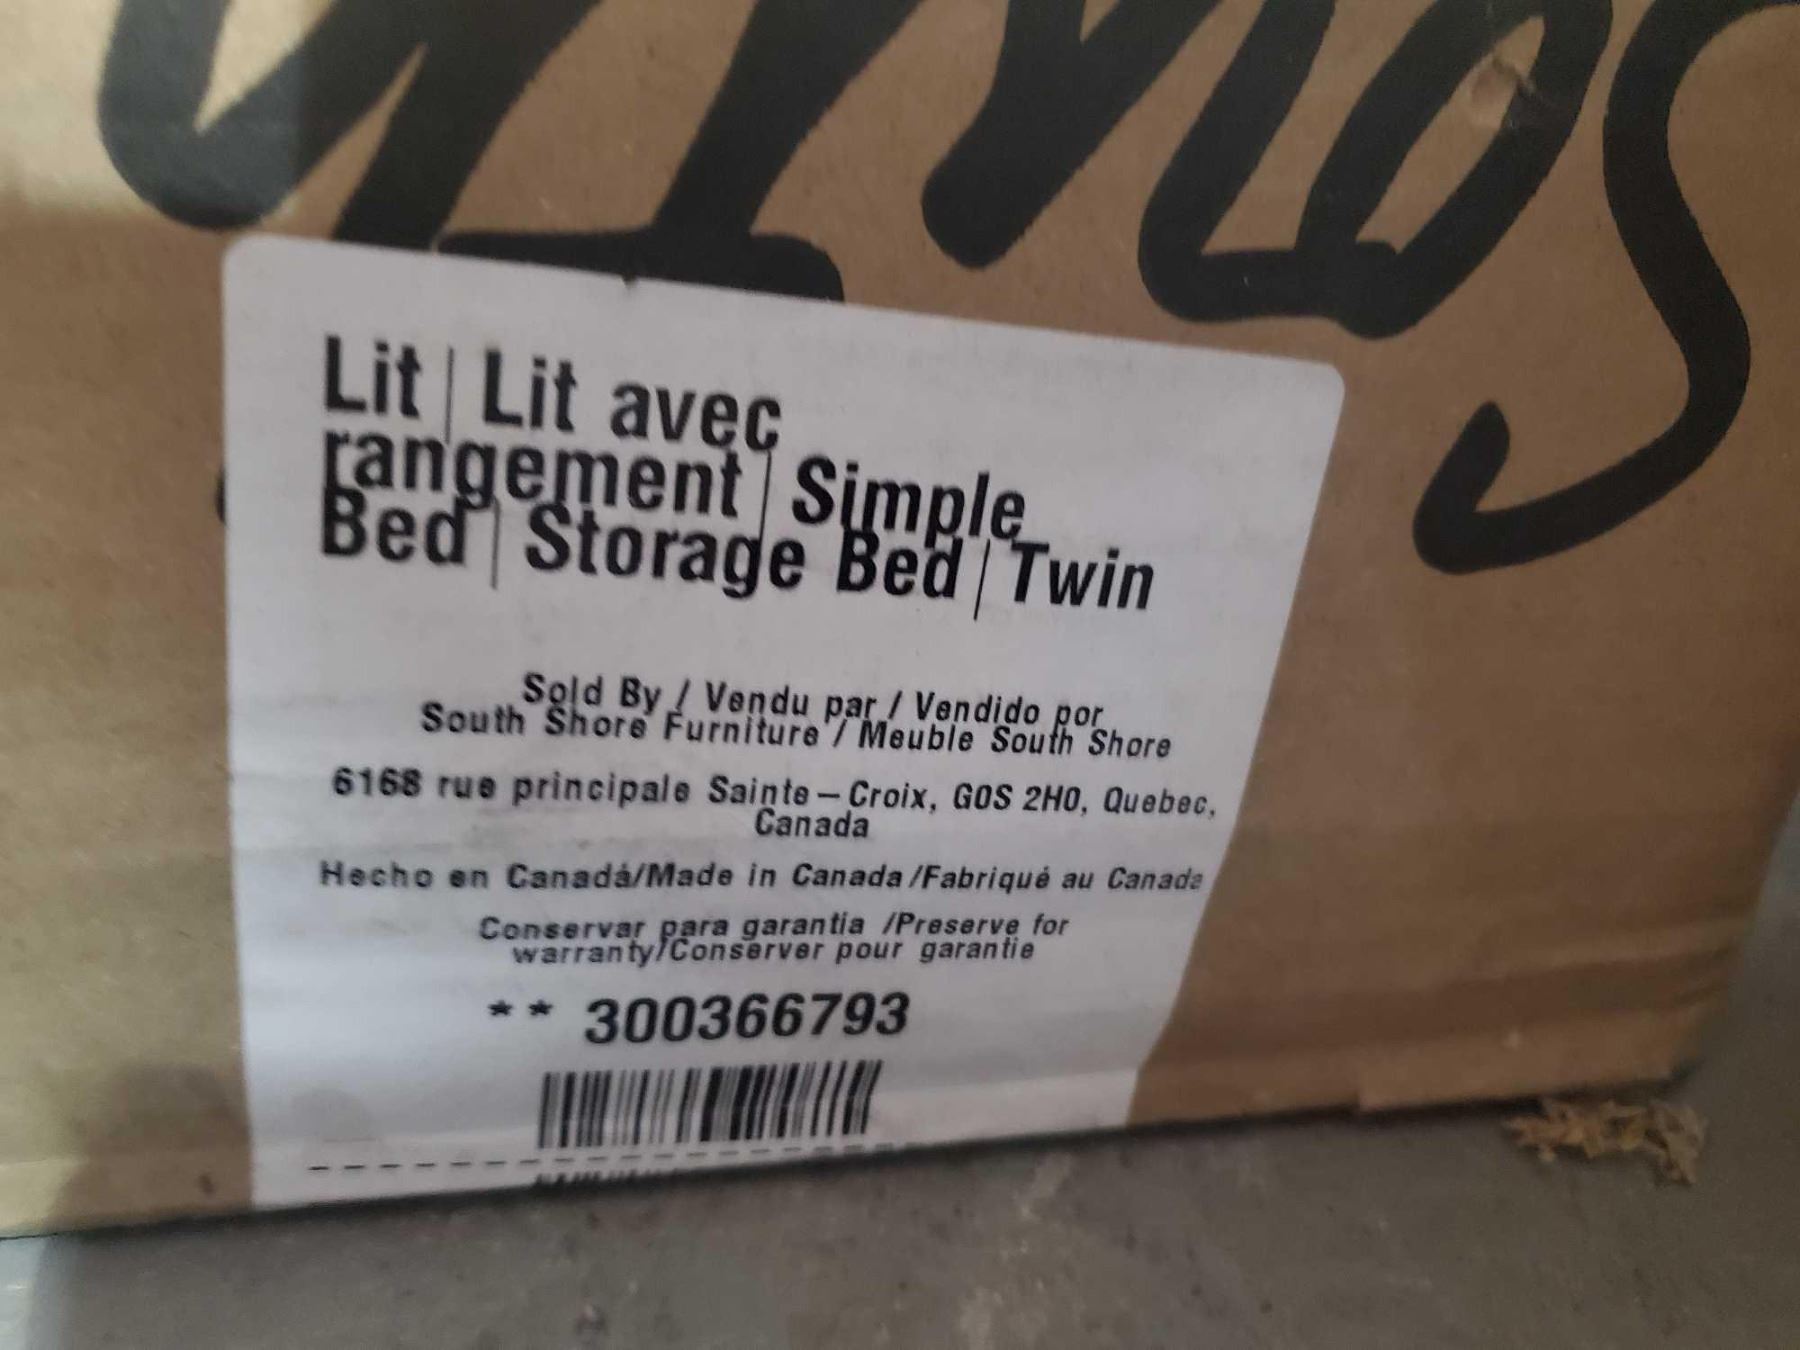 Lit | Lit avec
rangement | Simple
Bed | Storage Bed | Twin
Sold By / Vendu par / Vendido por
South Shore Furniture / Meuble South Shore
6168 rue principale Sainte-Croix, G0S 2H0, Quebec,
Canada
Hecho en Canadá/Made in Canada/Fabriqué au Canada
Conservar para garantia /Preserve for
warranty/Conserver pour garantie
** 300366793